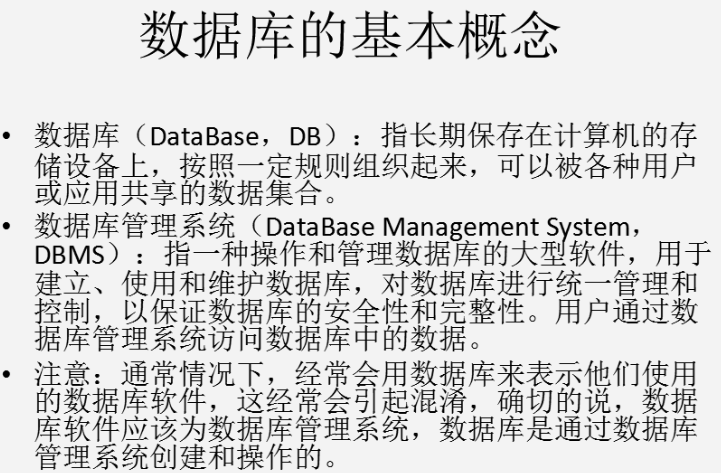 数据库的基本概念
• 数据库（DataBase，DB）：指长期保存在计算机的存
储设备上，按照一定规则组织起来，可以被各种用户
或应用共享的数据集合。
• 数据库管理系统（DataBase Management System，
DBMS）：指一种操作和管理数据库的大型软件，用于
建立、使用和维护数据库，对数据库进行统一管理和
控制，以保证数据库的安全性和完整性。用户通过数
据库管理系统访问数据库中的数据。
• 注意：通常情况下，经常会用数据库来表示他们使用
的数据库软件，这经常会引起混淆，确切的说，数据
库软件应该为数据库管理系统，数据库是通过数据库
管理系统创建和操作的。